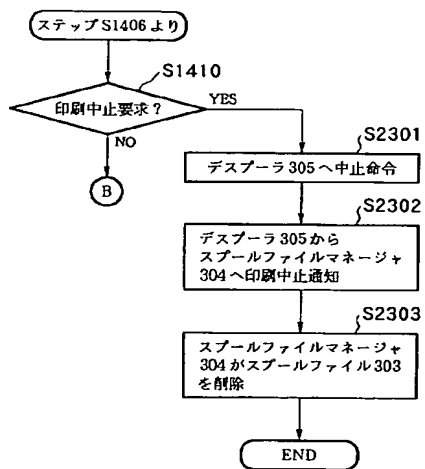 ステップS1406より
S1410
印刷中止要求？
YES
NO
B
S2301
デスプーラ305へ中止命令
S2302
デスプーラ305から
スプールファイルマネージャ
304へ印刷中止通知
S2303
スプールファイルマネージャ
304がスプールファイル303
を削除
END